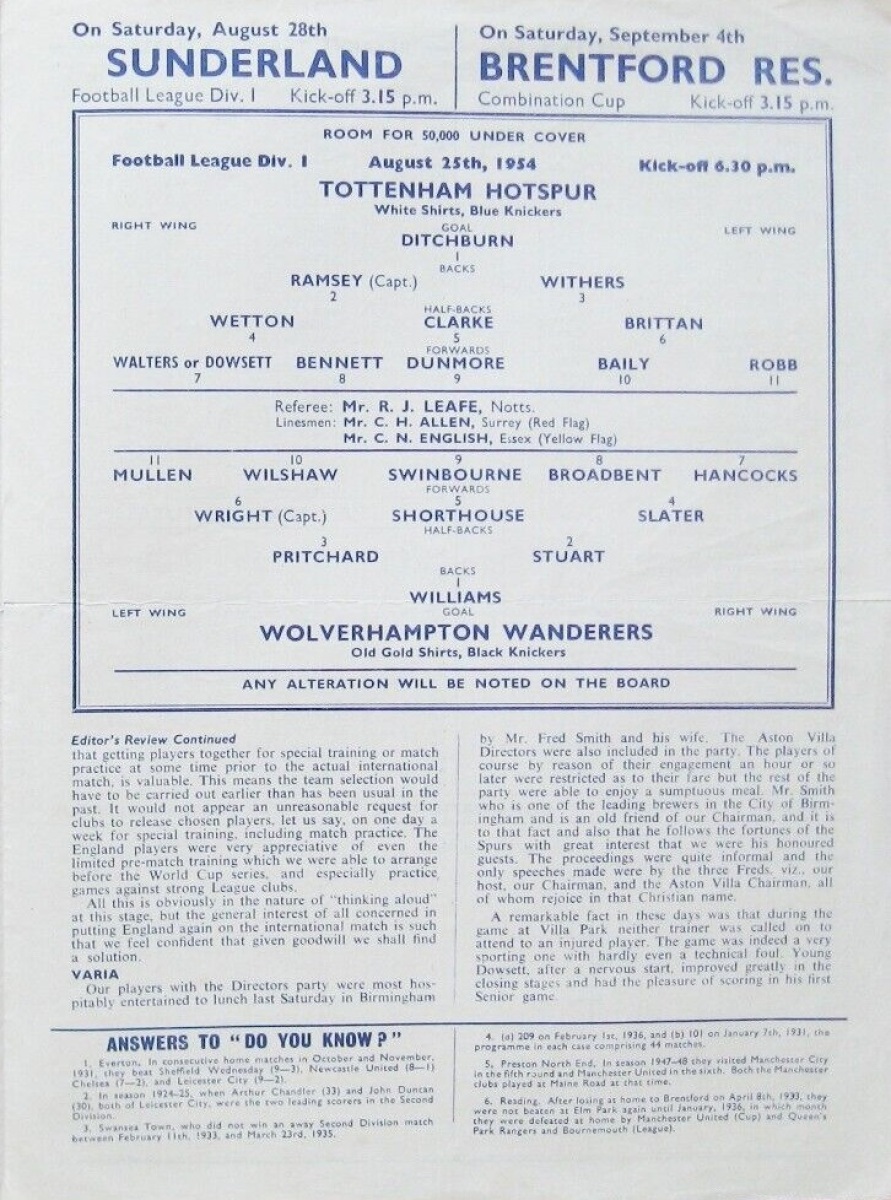 On Saturday, August 28th
SUNDERLAND
Football League Div. I Kick-off 3.15 p.m.
On Saturday, September 4th
BRENTFORD RES.
Combination Cup Kick-off 3.15 p.m.
ROOM FOR 50,000 UNDER COVER
Football League Div. I August 25th, 1954 Kick-off 6.30 p.m.
TOTTENHAM HOTSPUR
White Shirts, Blue Knickers
RIGHT WING GOAL LEFT WING
DITCHBURN
1
BACKS
RAMSEY (Capt.) WITHERS
2 3
HALF-BACKS
WETTON CLARKE BRITTAN
4 5 6
FORWARDS
WALTERS or DOWSETT BENNETT DUNMORE BAILY ROBB
7 8 9 10 11
Referee: Mr. R. J. LEAFE, Notts.
Linesmen: Mr. C. H. ALLEN, Surrey (Red Flag)
Mr. C. N. ENGLISH, Essex (Yellow Flag)
11 10 9 8 7
MULLEN WILSHAW SWINBOURNE BROADBENT HANCOCKS
FORWARDS
6 5 4
WRIGHT (Capt.) SHORTHOUSE SLATER
HALF-BACKS
3 2
PRITCHARD STUART
BACKS
1
WILLIAMS
LEFT WING GOAL RIGHT WING
WOLVERHAMPTON WANDERERS
Old Gold Shirts, Black Knickers
ANY ALTERATION WILL BE NOTED ON THE BOARD
Editor's Review Continued
that getting players together for special training or match
practice at some time prior to the actual international
match, is valuable. This means the team selection would
have to be carried out earlier than has been usual in the
past. It would not appear an unreasonable request for
clubs to release chosen players, let us say, on one day a
week for special training, including match practice. The
England players were very appreciative of even the
limited pre-match training which we were able to arrange
before the World Cup series, and especially practice
games against strong League clubs.
All this is obviously in the nature of "thinking aloud"
at this stage, but the general interest of all concerned in
putting England again on the international match is such
that we feel confident that given goodwill we shall find
a solution.
VARIA
Our players with the Directors party were most hos-
pitably entertained to lunch last Saturday in Birmingham
by Mr. Fred Smith and his wife. The Aston Villa
Directors were also included in the party. The players of
course by reason of their engagement an hour or so
later were restricted as to their fare but the rest of the
party were able to enjoy a sumptuous meal. Mr. Smith
who is one of the leading brewers in the City of Birm-
ingham and is an old friend of our Chairman, and it is
to that fact and also that he follows the fortunes of the
Spurs with great interest that we were his honoured
guests. The proceedings were quite informal and the
only speeches made were by the three Freds, viz., our
host, our Chairman, and the Aston Villa Chairman, all
of whom rejoice in that Christian name.
A remarkable fact in these days was that during the
game at Villa Park neither trainer was called on to
attend to an injured player. The game was indeed a very
sporting one with hardly even a technical foul. Young
Dowsett, after a nervous start, improved greatly in the
closing stages and had the pleasure of scoring in his first
Senior game.
ANSWERS TO "DO YOU KNOW?"
1. Everton. In consecutive home matches in October and November,
1931, they beat Sheffield Wednesday (9—3), Newcastle United (8—1)
Chelsea (7—2), and Leicester City (9—2).
2. In season 1924-25, when Arthur Chandler (33) and John Duncan
(30), both of Leicester City, were the two leading scorers in the Second
Division.
3. Swansea Town, who did not win an away Second Division match
between February 11th, 1933, and March 23rd, 1935.
4. (a) 209 on February 1st, 1936, and (b) 101 on January 7th, 1931, the
programme in each case comprising 44 matches.
5. Preston North End. In season 1947-48 they visited Manchester City
in the fifth round and Manchester United in the sixth. Both the Manchester
clubs played at Maine Road at that time.
6. Reading. After losing at home to Brentford on April 8th, 1933, they
were not beaten at Elm Park again until January, 1936, in which month
they were defeated at home by Manchester United (Cup) and Queen's
Park Rangers and Bournemouth (League).